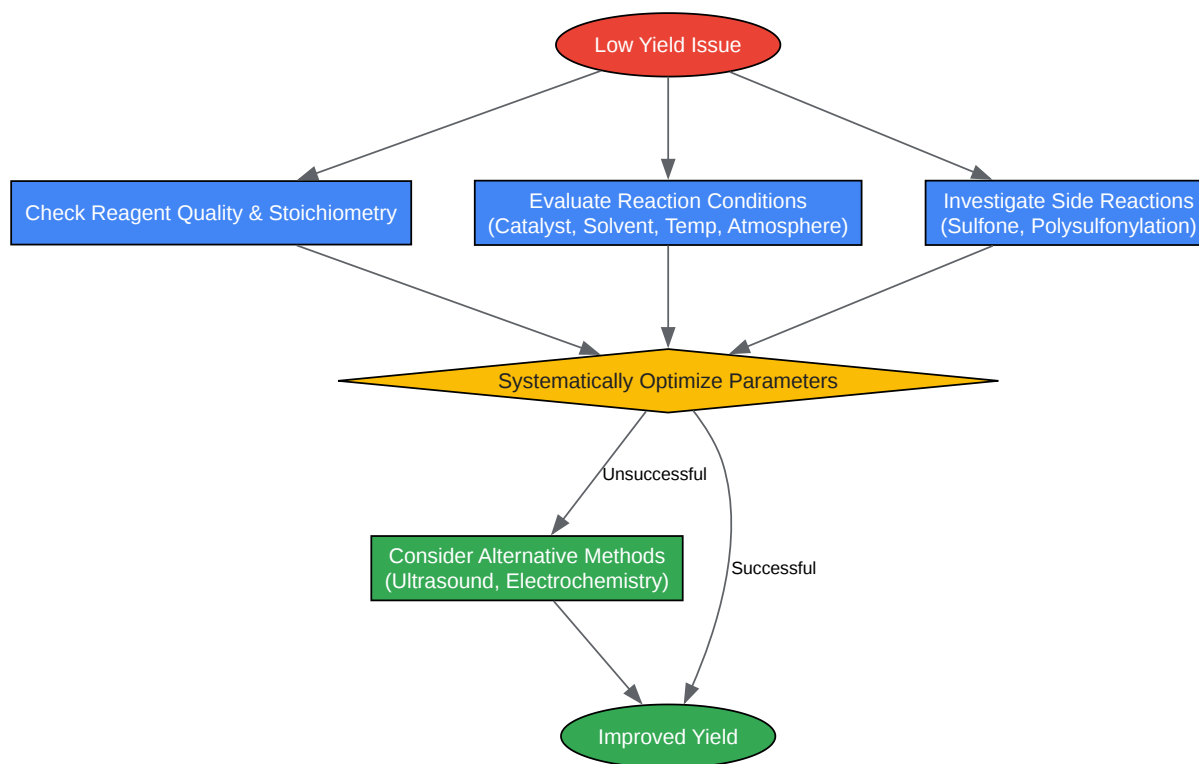 Low Yield Issue
Check Reagent Quality & Stoichiometry
Evaluate Reaction Conditions
(Catalyst, Solvent, Temp, Atmosphere)
Investigate Side Reactions
(Sulfone, Polysulfonylation)
Systematically Optimize Parameters
Unsuccessful
Consider Alternative Methods
(Ultrasound, Electrochemistry)
Successful
Improved Yield